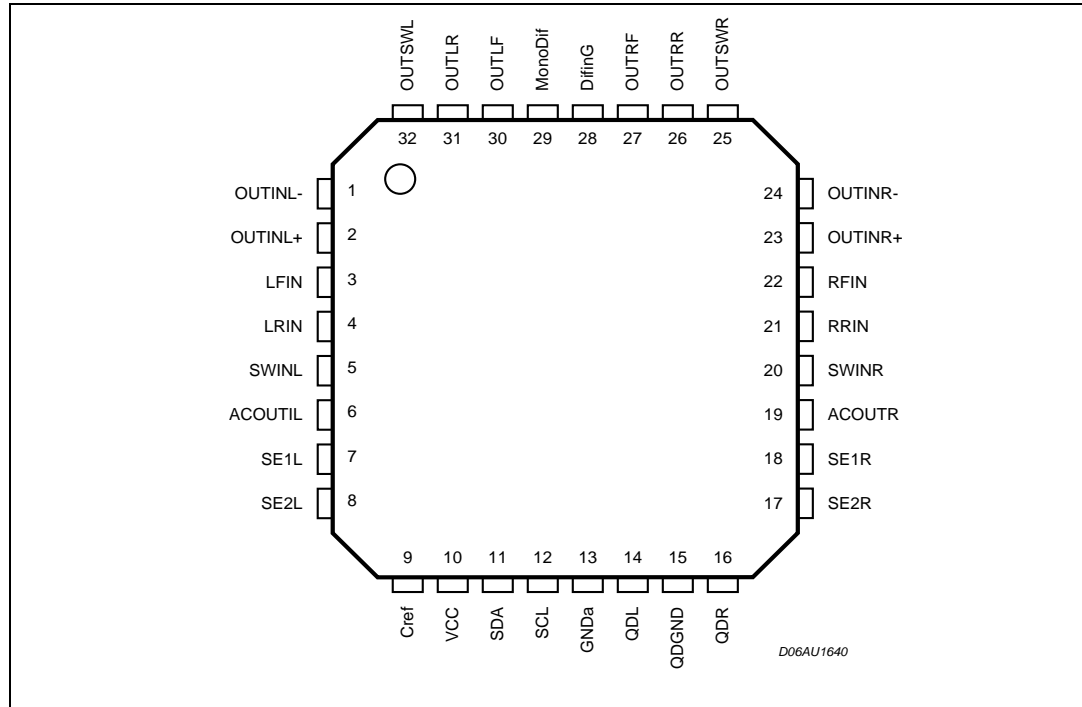 OUTSWL OUTLR OUTLF MonoDif DifinG OUTRF OUTRR OUTSWR
32 31 30 29 28 27 26 25
OUTINL- 1 24 OUTINR-
OUTINL+ 2 23 OUTINR+
LFIN 3 22 RFIN
LRIN 4 21 RRIN
SWINL 5 20 SWINR
ACOUTIL 6 19 ACOUTR
SE1L 7 18 SE1R
SE2L 8 17 SE2R
9 10 11 12 13 14 15 16
Cref VCC SDA SCL GNDa QDL QDGND QDR
D06AU1640